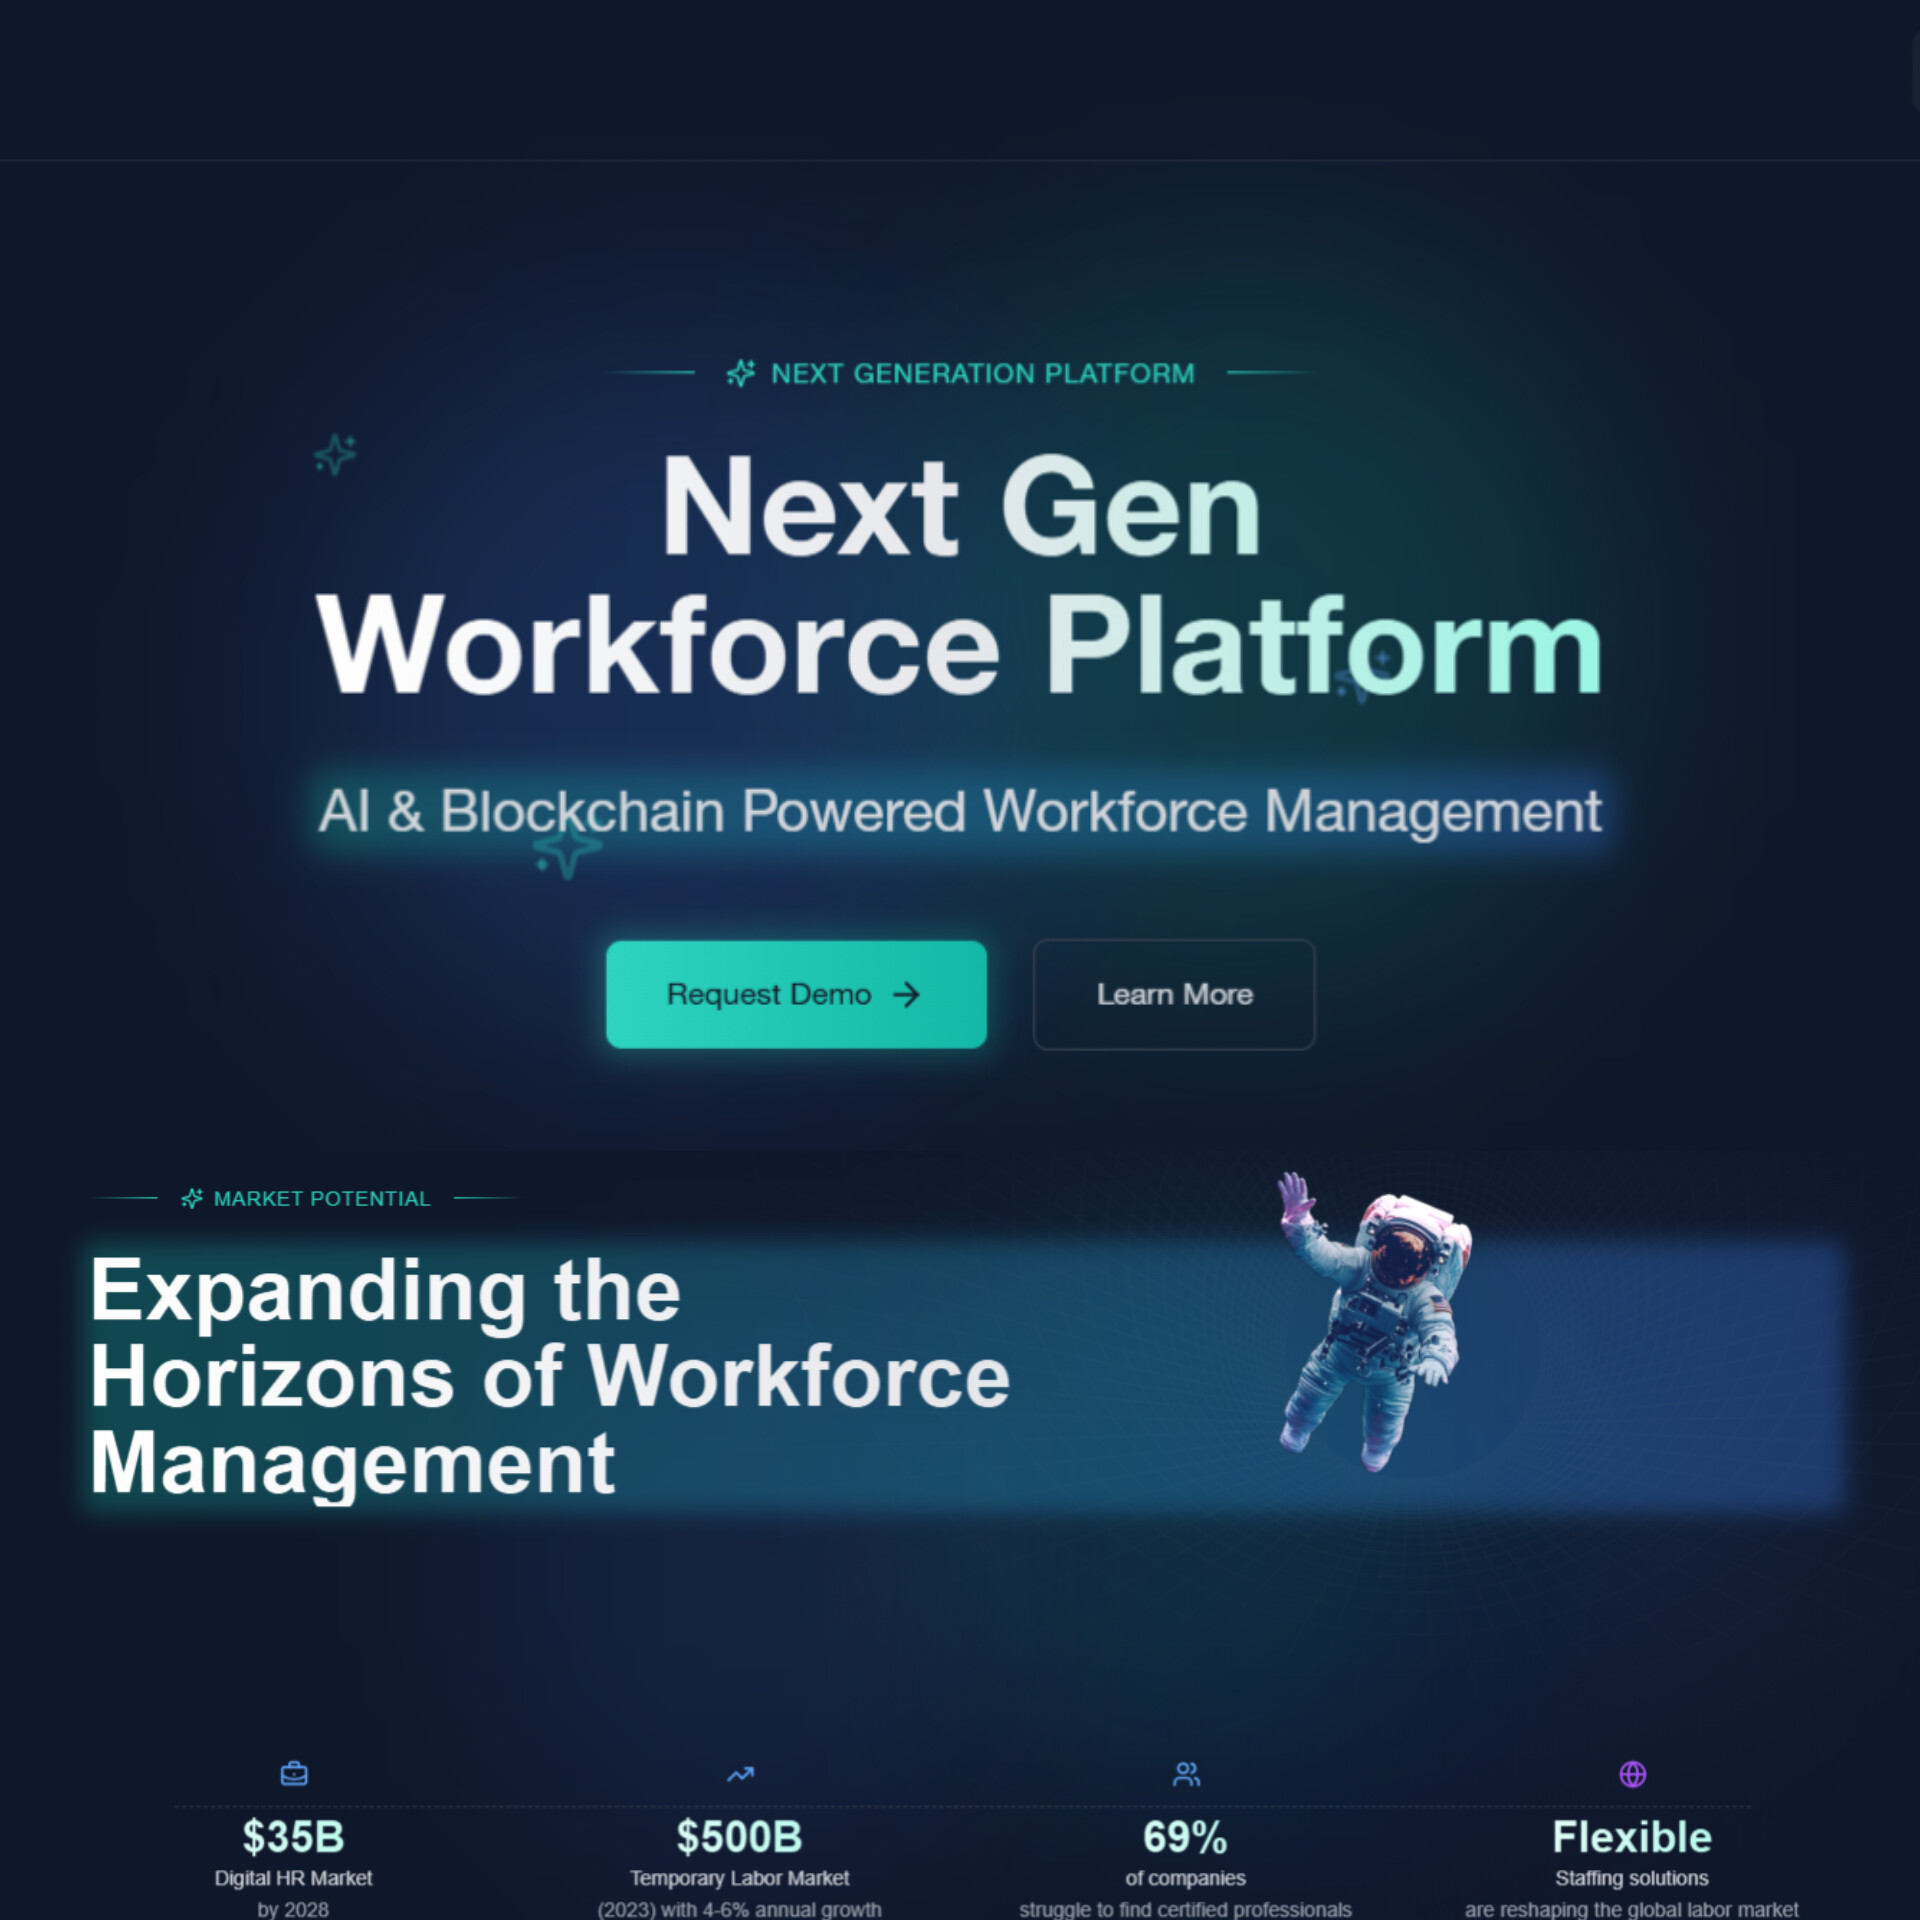 NEXT GENERATION PLATFORM
Next Gen
Workforce Platform
AI & Blockchain Powered Workforce Management
Request Demo
Learn More
MARKET POTENTIAL
Expanding the
Horizons of Workforce
Management
$35B
Digital HR Market
by 2028
$500B
Temporary Labor Market
(2023) with 4-6% annual growth
69%
of companies
struggle to find certified professionals
Flexible
Staffing solutions
are reshaping the global labor market